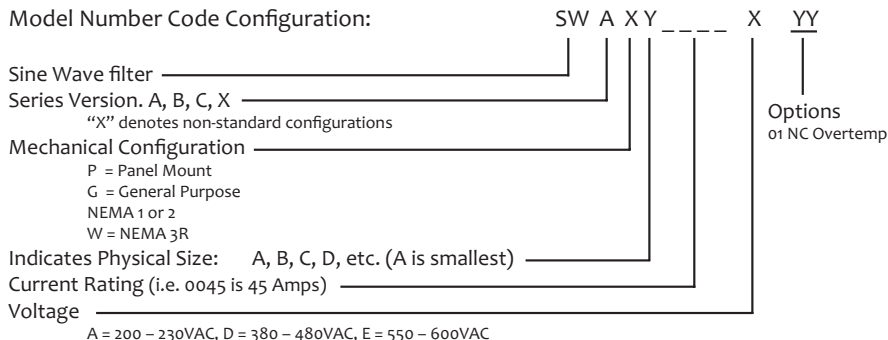 Model Number Code Configuration: SW A X Y _ _ _ _ X YY
Sine Wave filter
Series Version. A, B, C, X
“X” denotes non-standard configurations
Mechanical Configuration
P = Panel Mount
G = General Purpose
NEMA 1 or 2
W = NEMA 3R
Indicates Physical Size: A, B, C, D, etc. (A is smallest)
Current Rating (i.e. 0045 is 45 Amps)
Voltage
A = 200 – 230VAC, D = 380 – 480VAC, E = 550 – 600VAC
Options
01 NC Overtemp